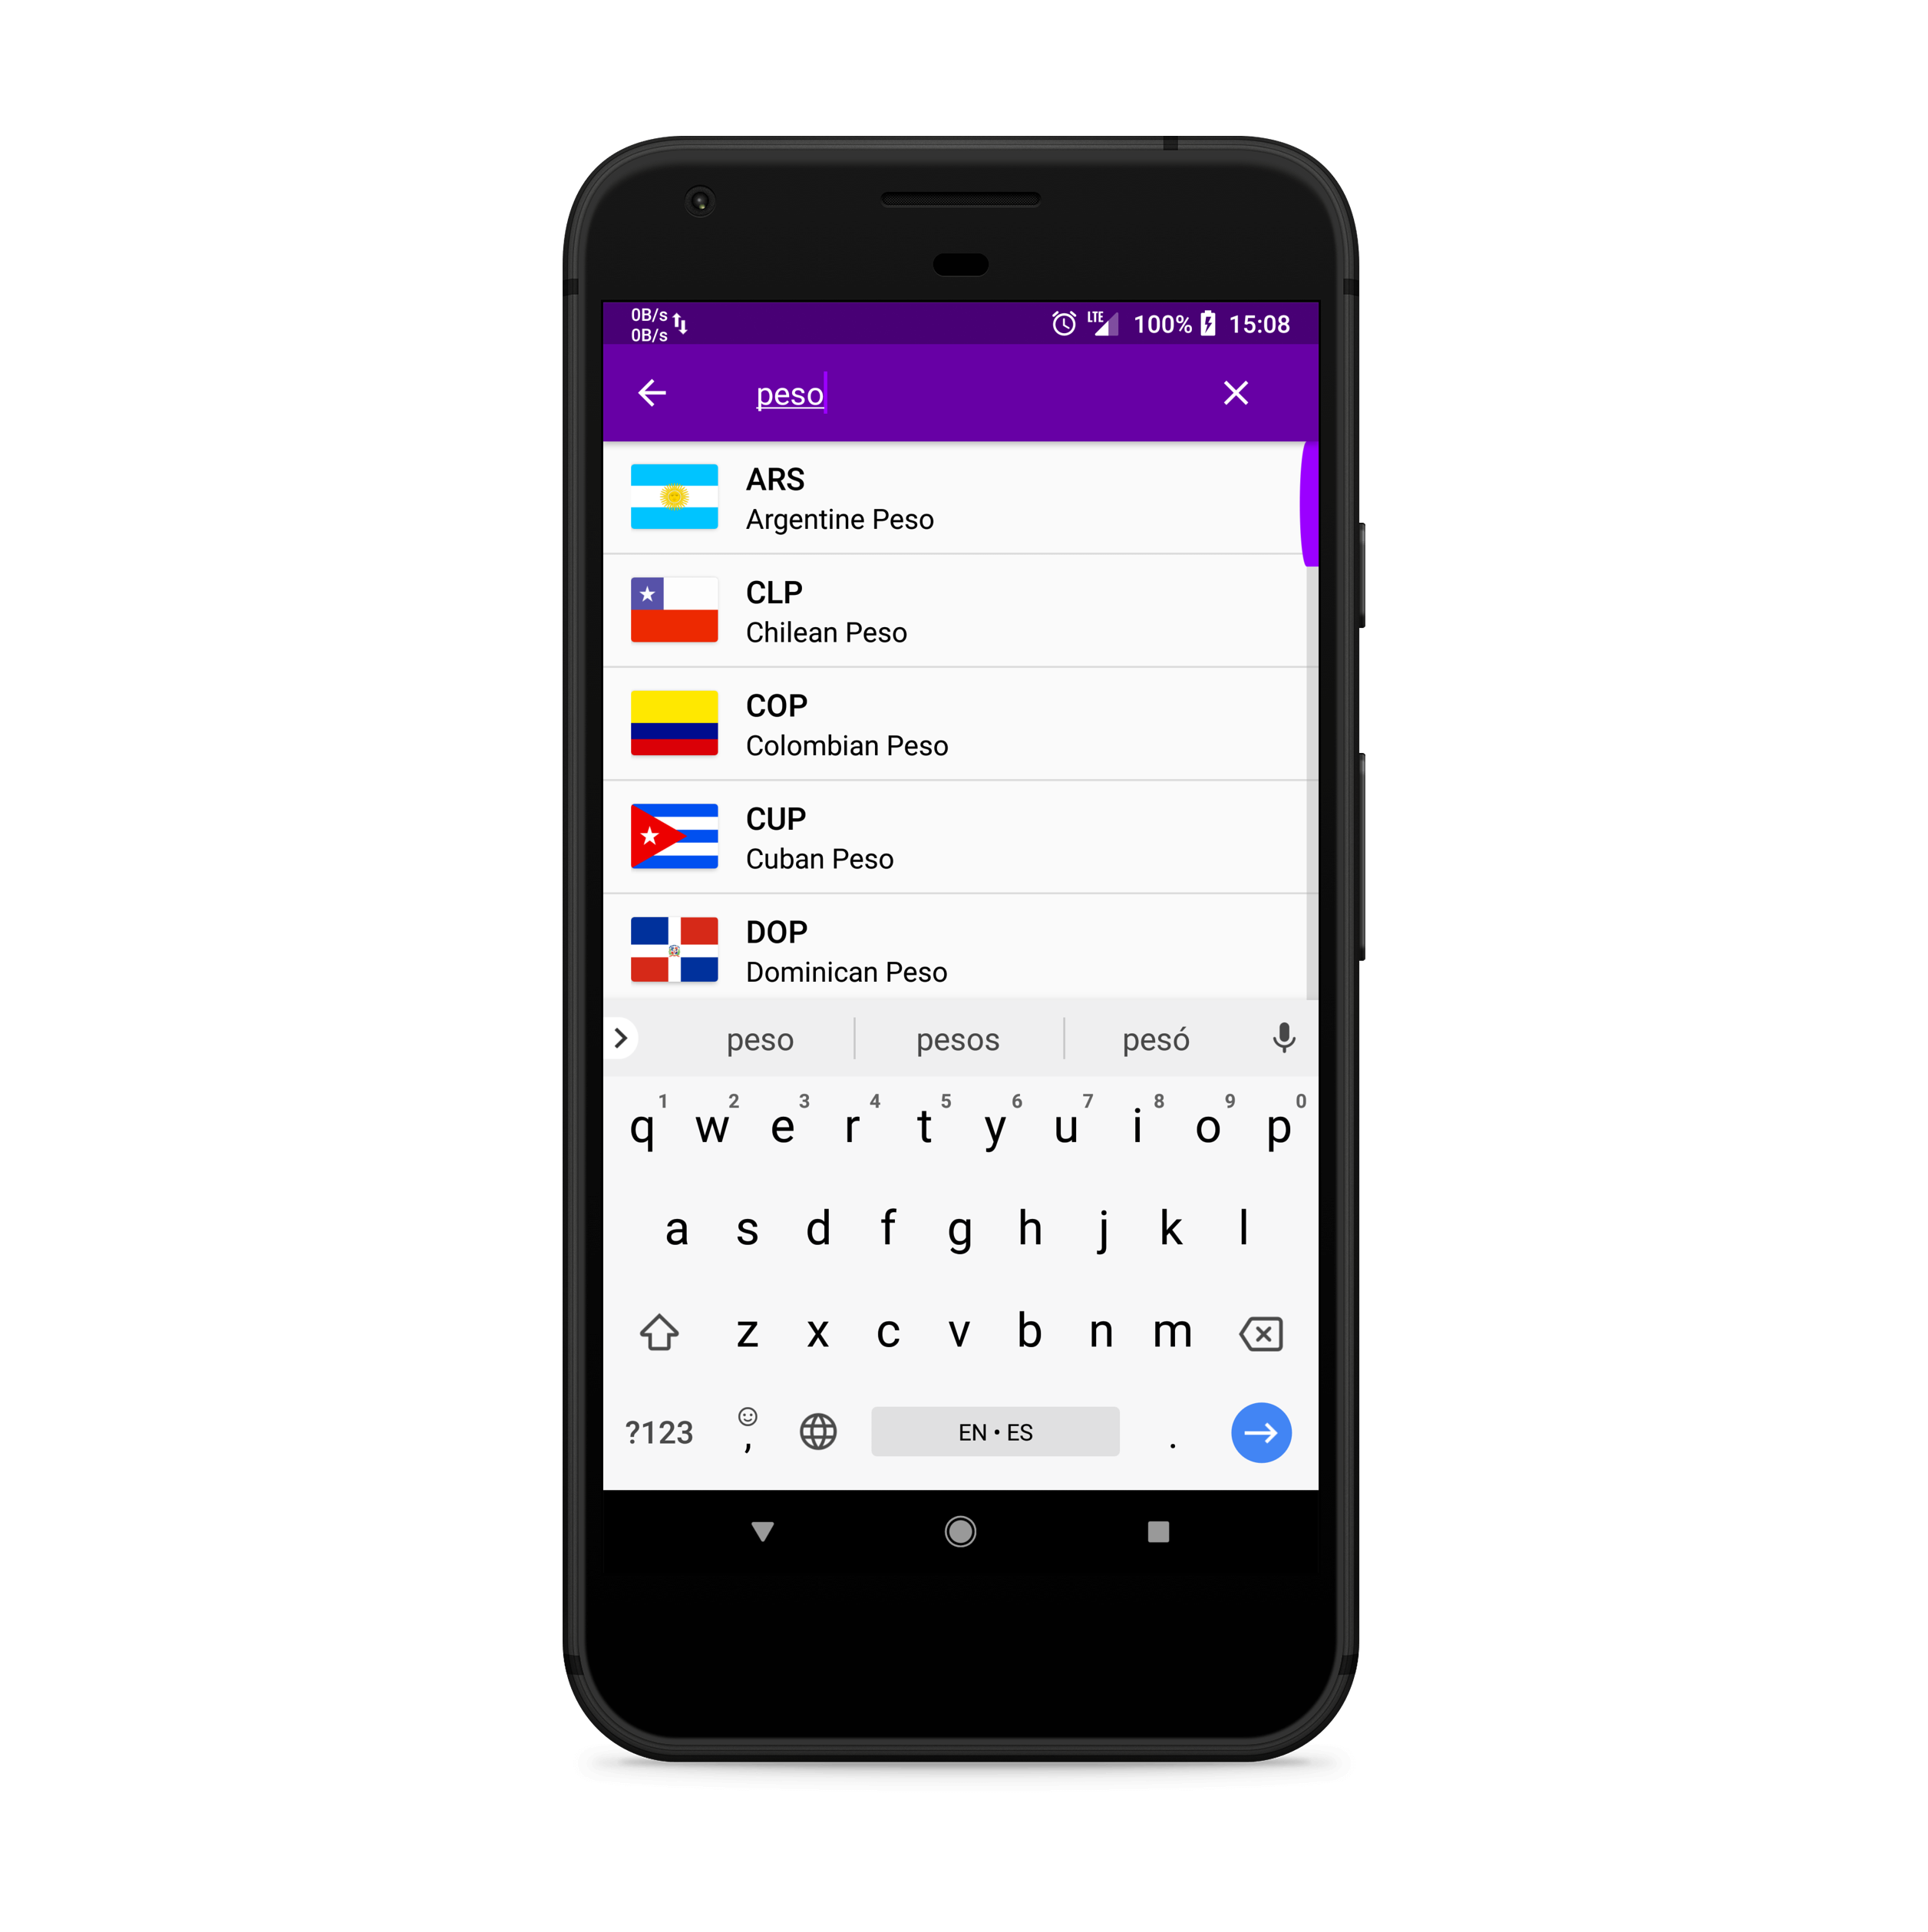 0B/s
0B/s
LTE 100% 15:08
peso
ARS
Argentine Peso
CLP
Chilean Peso
COP
Colombian Peso
CUP
Cuban Peso
DOP
Dominican Peso
peso pesos pesó
1 2 3 4 5 6 7 8 9 0
q w e r t y u i o p
a s d f g h j k l
z x c v b n m
?123 , EN • ES .